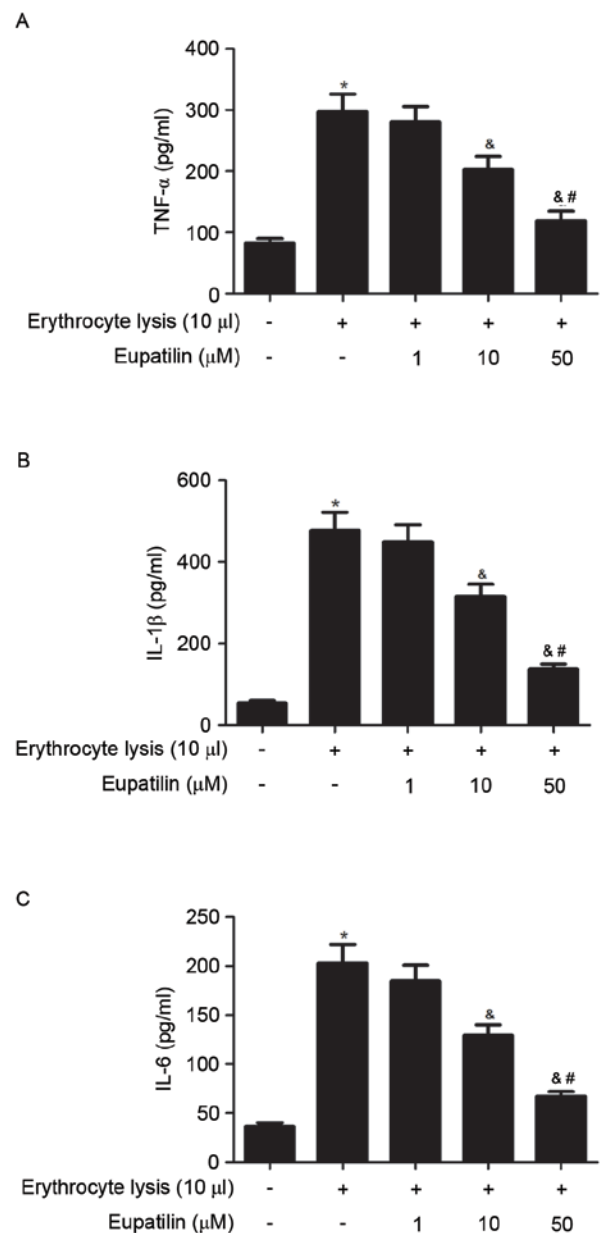 A
400
300
200
100
0
TNF-α (pg/ml)
*
&
& #
Erythrocyte lysis (10 μl) - + + + +
Eupatilin (μM) - - 1 10 50
B
600
400
200
0
IL-1β (pg/ml)
*
&
& #
Erythrocyte lysis (10 μl) - + + + +
Eupatilin (μM) - - 1 10 50
C
250
200
150
100
50
0
IL-6 (pg/ml)
*
&
& #
Erythrocyte lysis (10 μl) - + + + +
Eupatilin (μM) - - 1 10 50